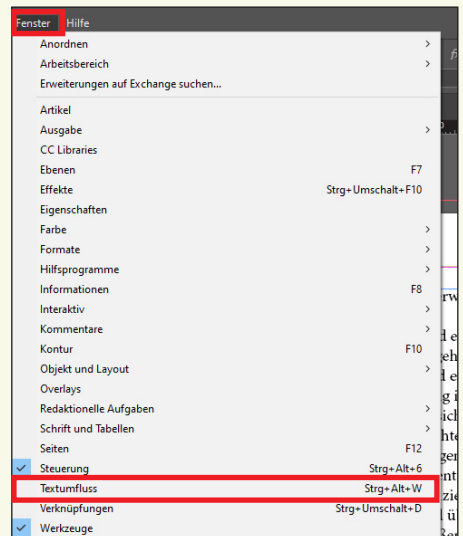 Fenster Hilfe
Anordnen
Arbeitsbereich
Erweiterungen auf Exchange suchen...
Artikel
Ausgabe
CC Libraries
Ebenen F7
Effekte Strg+Umschalt+F10
Eigenschaften
Farbe
Formate
Hilfsprogramme
Informationen F8
Interaktiv
Kommentare
Kontur F10
Objekt und Layout
Overlays
Redaktionelle Aufgaben
Schrift und Tabellen
Seiten F12
Steuerung Strg+Alt+6
Textumfluss Strg+Alt+W
Verknüpfungen Strg+Umschalt+D
Werkzeuge